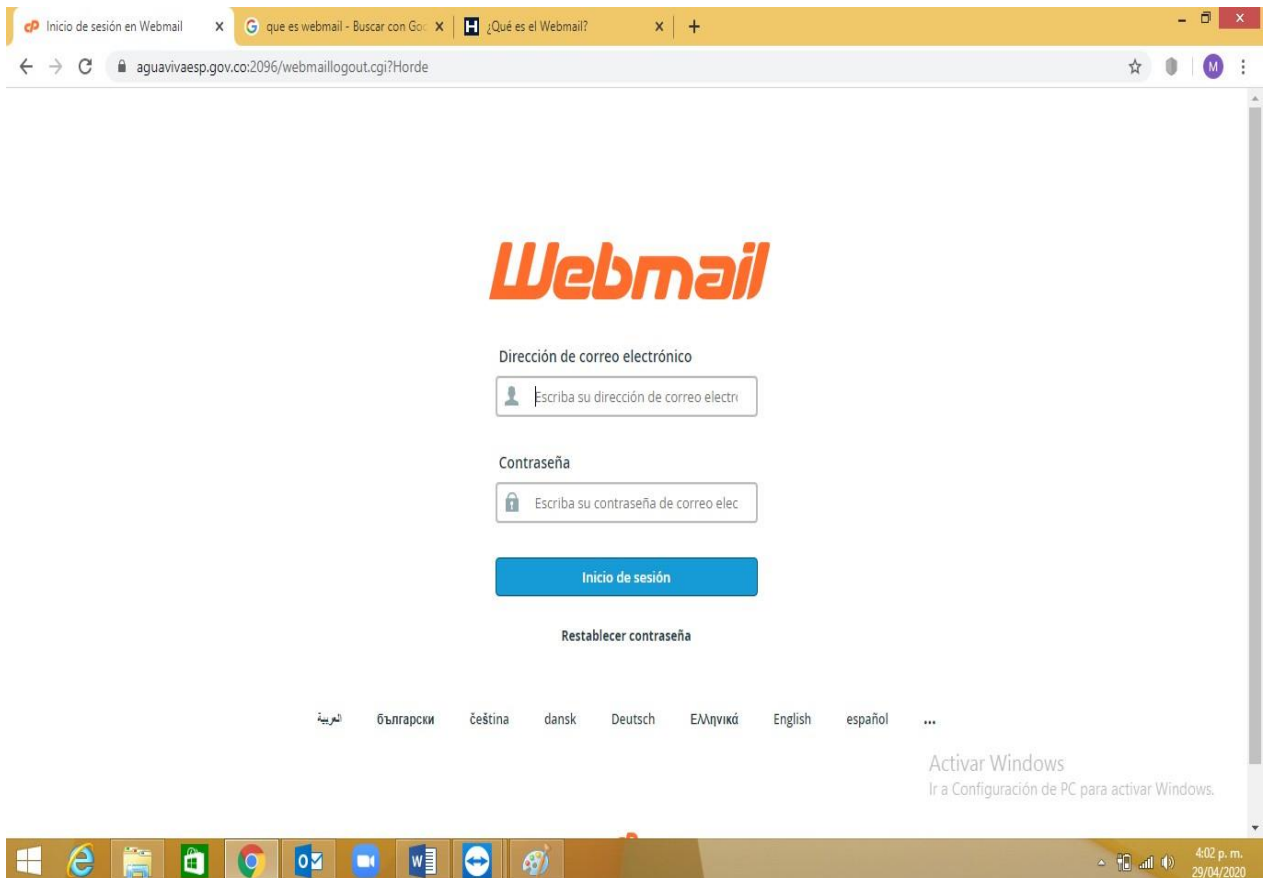 cP Inicio de sesión en Webmail
que es webmail - Buscar con Goo
H ¿Qué es el Webmail?
aguavivaesp.gov.co:2096/webmaillogout.cgi?Horde
M
Webmail
Dirección de correo electrónico
Escriba su dirección de correo electró
Contraseña
Escriba su contraseña de correo elec
Inicio de sesión
Restablecer contraseña
العربية български čeština dansk Deutsch Ελληνικά English español ...
Activar Windows
Ir a Configuración de PC para activar Windows.
4:02 p. m.
29/04/2020